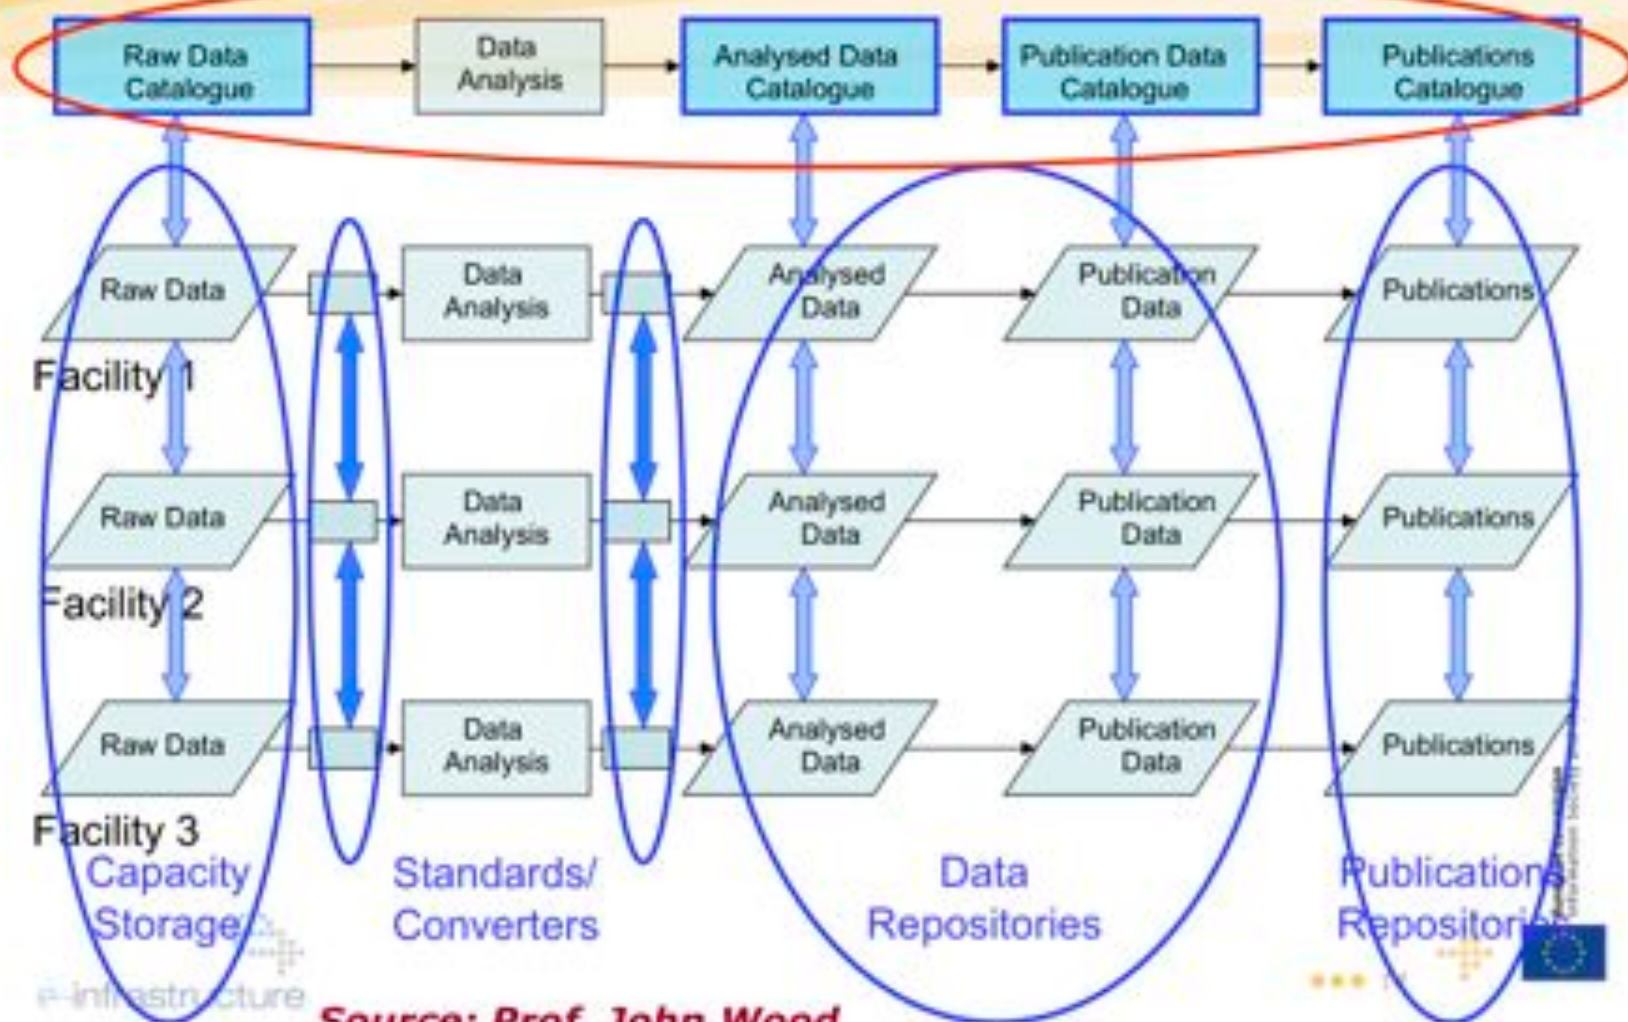 Raw Data
Catalogue
Data
Analysis
Analysed Data
Catalogue
Publication Data
Catalogue
Publications
Catalogue
Raw Data
Data
Analysis
Analysed
Data
Publication
Data
Publications
Facility 1
Raw Data
Data
Analysis
Analysed
Data
Publication
Data
Publications
Facility 2
Raw Data
Data
Analysis
Analysed
Data
Publication
Data
Publications
Facility 3
Capacity
Storage
Standards/
Converters
Data
Repositories
Publications
Repositories
e-infrastructure
Source: Prof. John Wood